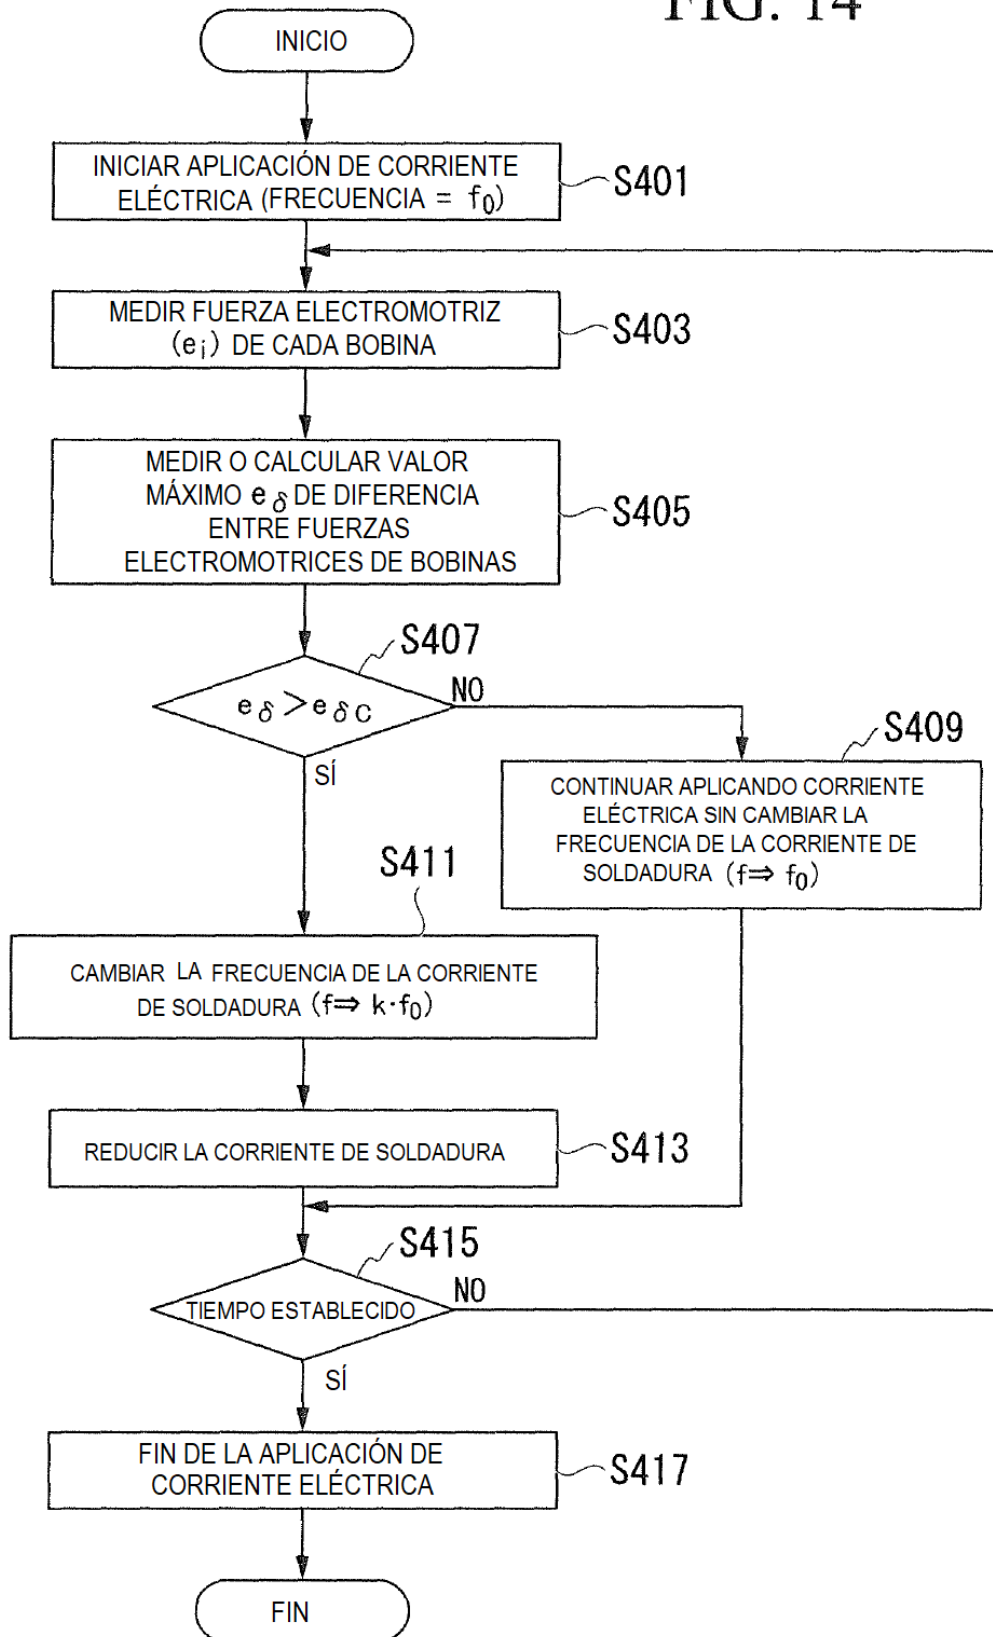 FIG. 14
INICIO
INICIAR APLICACIÓN DE CORRIENTE
ELÉCTRICA (FRECUENCIA = f₀)
S401
MEDIR FUERZA ELECTROMOTRIZ
(eᵢ) DE CADA BOBINA
S403
MEDIR O CALCULAR VALOR
MÁXIMO e δ DE DIFERENCIA
ENTRE FUERZAS
ELECTROMOTRICES DE BOBINAS
S405
S407
e δ > e δ C
NO
SÍ
S409
CONTINUAR APLICANDO CORRIENTE
ELÉCTRICA SIN CAMBIAR LA
FRECUENCIA DE LA CORRIENTE DE
SOLDADURA (f⇒ f₀)
S411
CAMBIAR LA FRECUENCIA DE LA CORRIENTE
DE SOLDADURA (f⇒ k·f₀)
REDUCIR LA CORRIENTE DE SOLDADURA
S413
S415
TIEMPO ESTABLECIDO
NO
SÍ
FIN DE LA APLICACIÓN DE
CORRIENTE ELÉCTRICA
S417
FIN